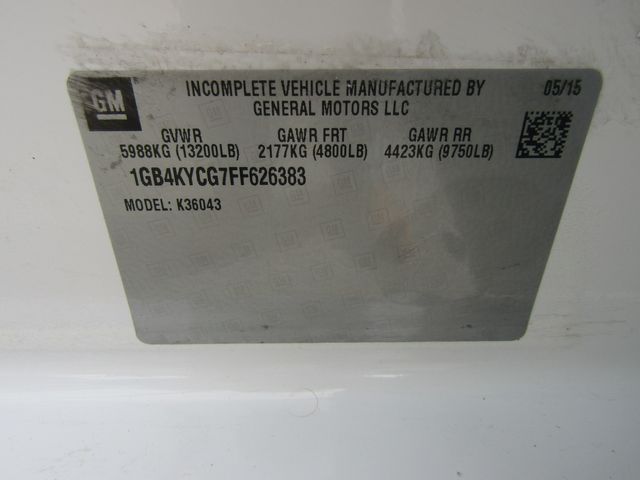 GM
INCOMPLETE VEHICLE MANUFACTURED BY
GENERAL MOTORS LLC
05/15
GVWR GAWR FRT GAWR RR
5988KG (13200LB) 2177KG (4800LB) 4423KG (9750LB)
1GB4KYCG7FF626383
MODEL: K36043